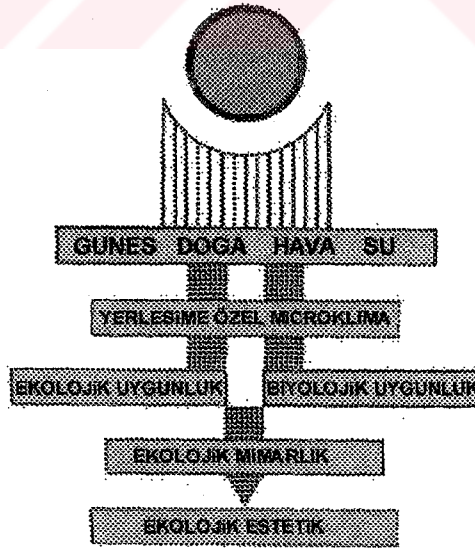 GUNES DOGA HAVA SU
YERLESIME ÖZEL MICROKLIMA
EKOLOJIK UYGUNLUK BIYOLOJIK UYGUNLUK
EKOLOJIK MIMARLIK
EKOLOJIK ESTETIK